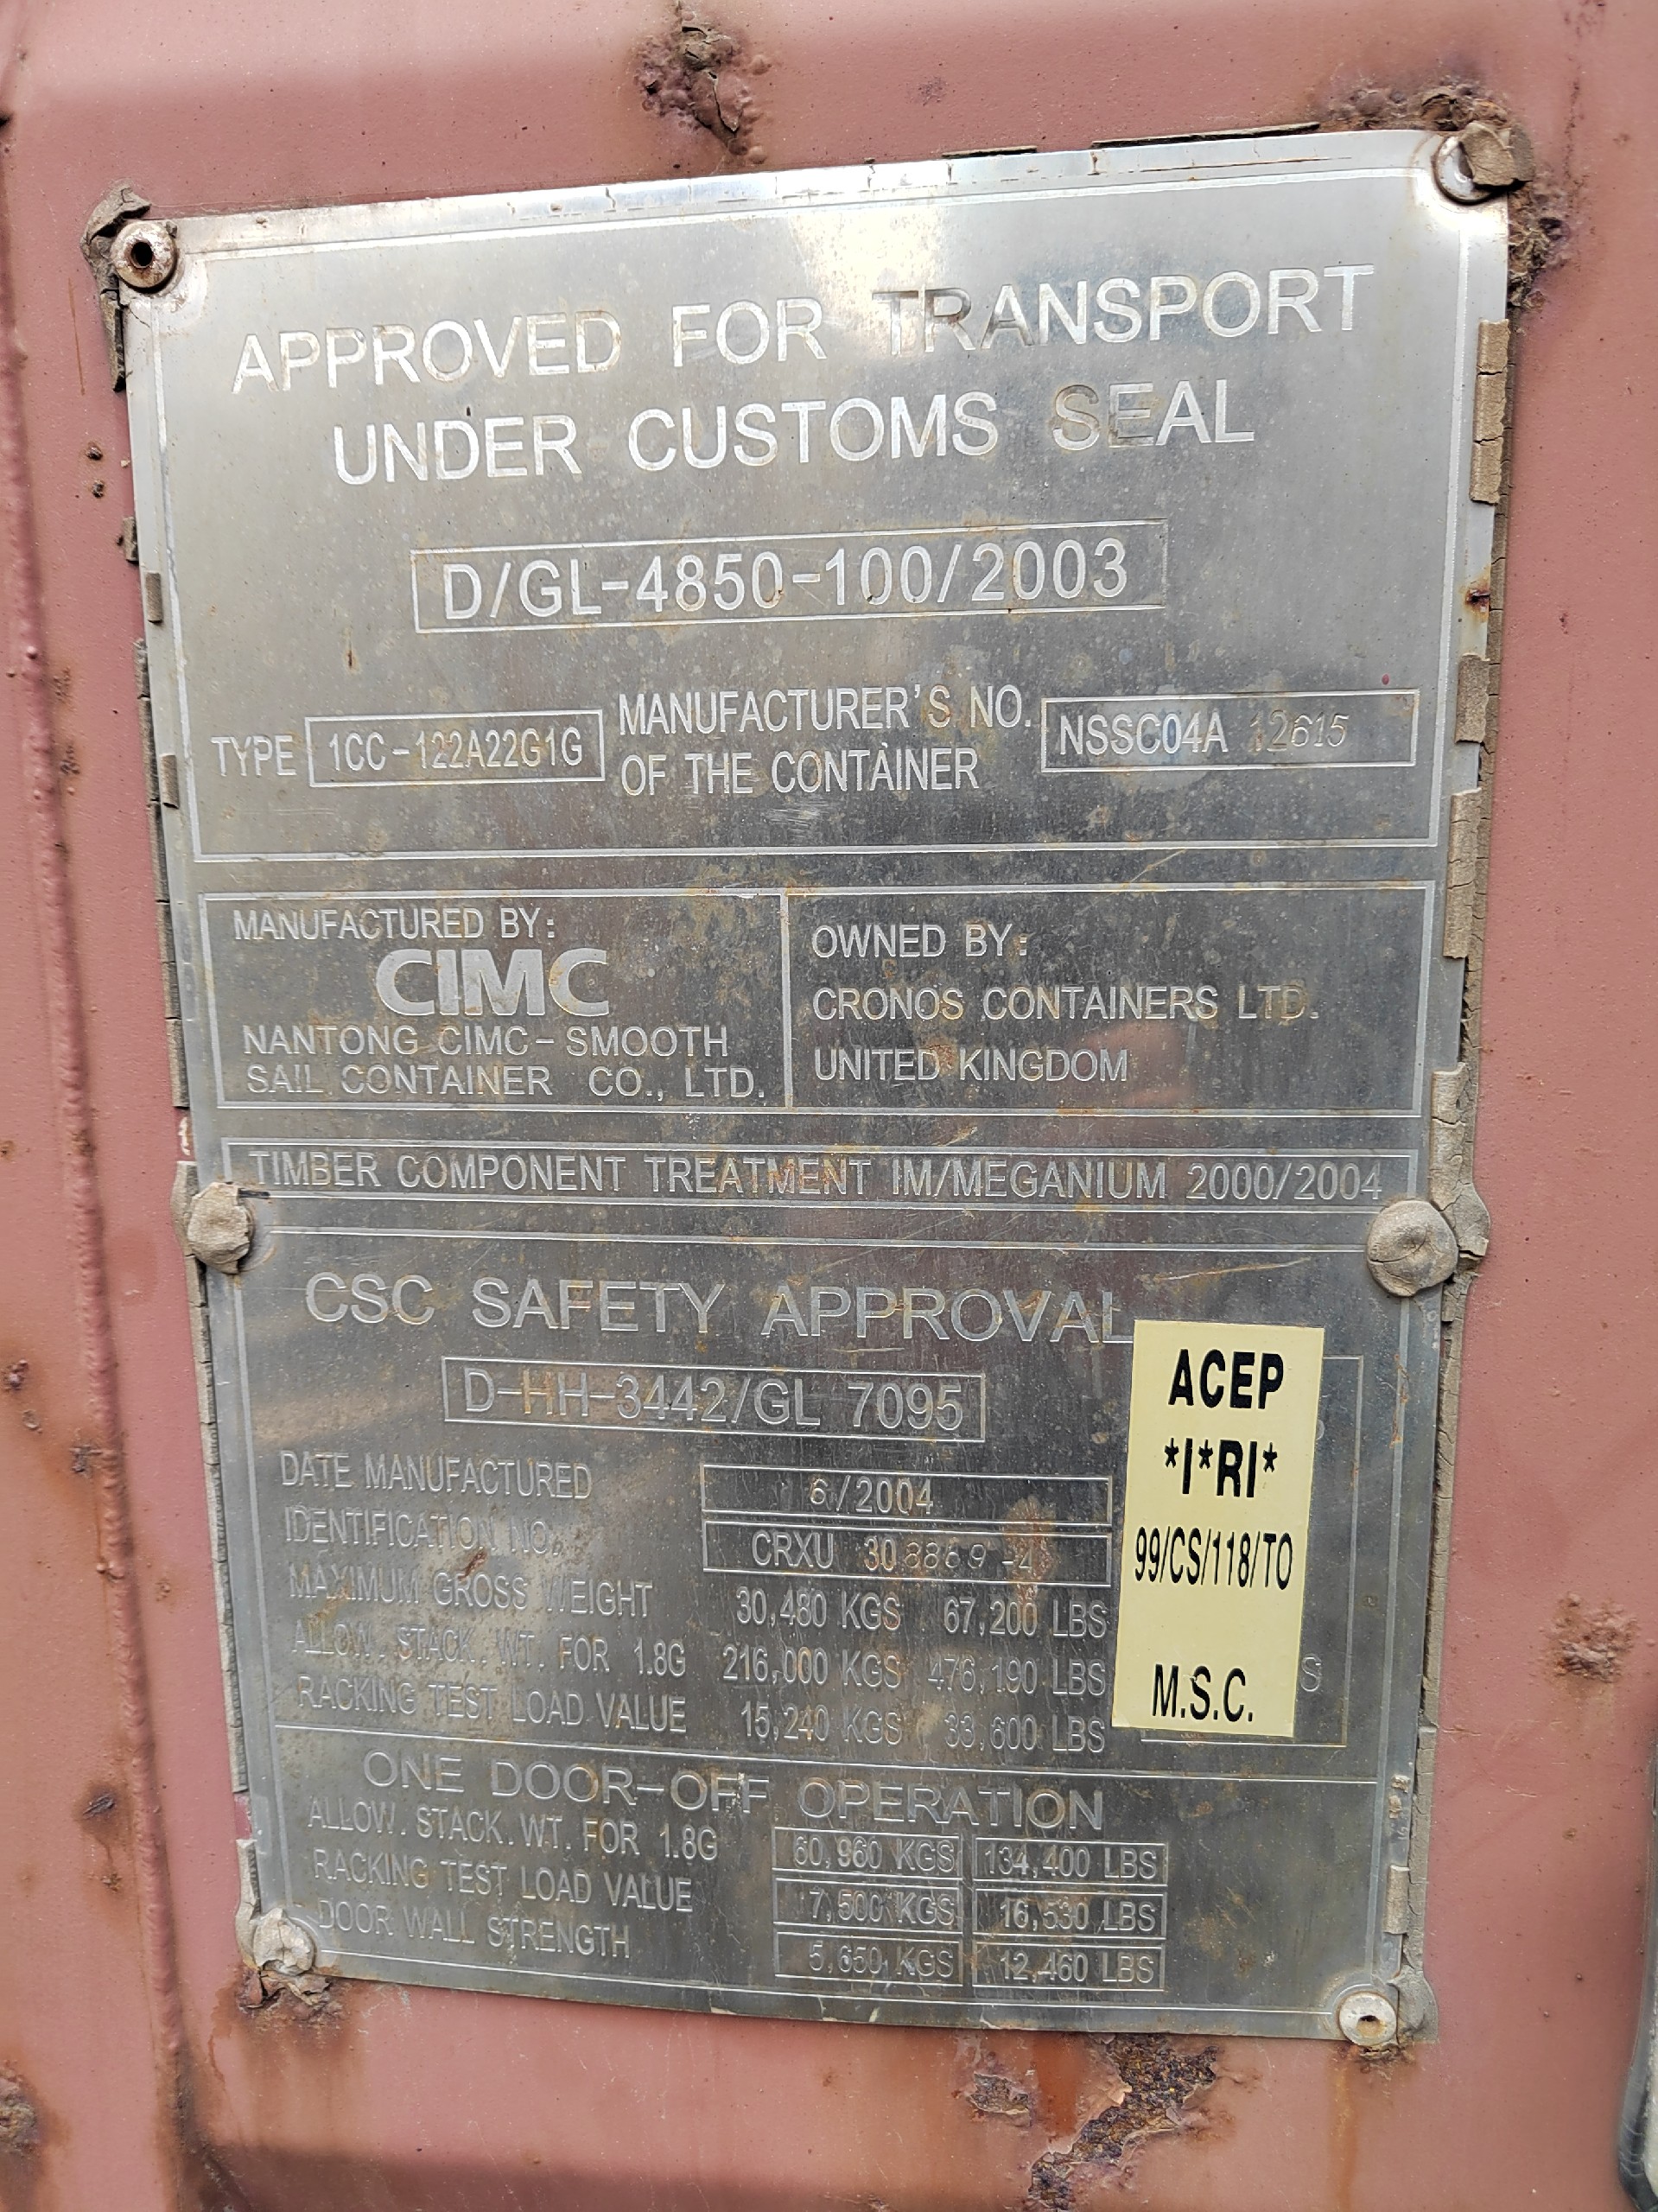 APPROVED FOR TRANSPORT
UNDER CUSTOMS SEAL
D/GL-4850-100/2003
TYPE 1CC-122A22G1G MANUFACTURER'S NO. OF THE CONTAINER NSSC04A 12615
MANUFACTURED BY:
CIMC
NANTONG CIMC-SMOOTH
SAIL CONTAINER CO., LTD.
OWNED BY:
CRONOS CONTAINERS LTD.
UNITED KINGDOM
TIMBER COMPONENT TREATMENT IM/MEGANIUM 2000/2004
CSC SAFETY APPROVAL
D-HH-3442/GL 7095
DATE MANUFACTURED 6/2004
IDENTIFICATION NO. CRXU 308869-4
MAXIMUM GROSS WEIGHT 30,480 KGS 67,200 LBS
ALLOW. STACK. WT. FOR 1.8G 216,000 KGS 476,190 LBS
RACKING TEST LOAD VALUE 15,240 KGS 33,600 LBS
ACEP
*I*RI*
99/CS/118/TO
M.S.C.
S
ONE DOOR-OFF OPERATION
ALLOW. STACK. WT. FOR 1.8G 60,960 KGS 134,400 LBS
RACKING TEST LOAD VALUE 7,500 KGS 16,530 LBS
DOOR WALL STRENGTH 5,650 KGS 12,460 LBS